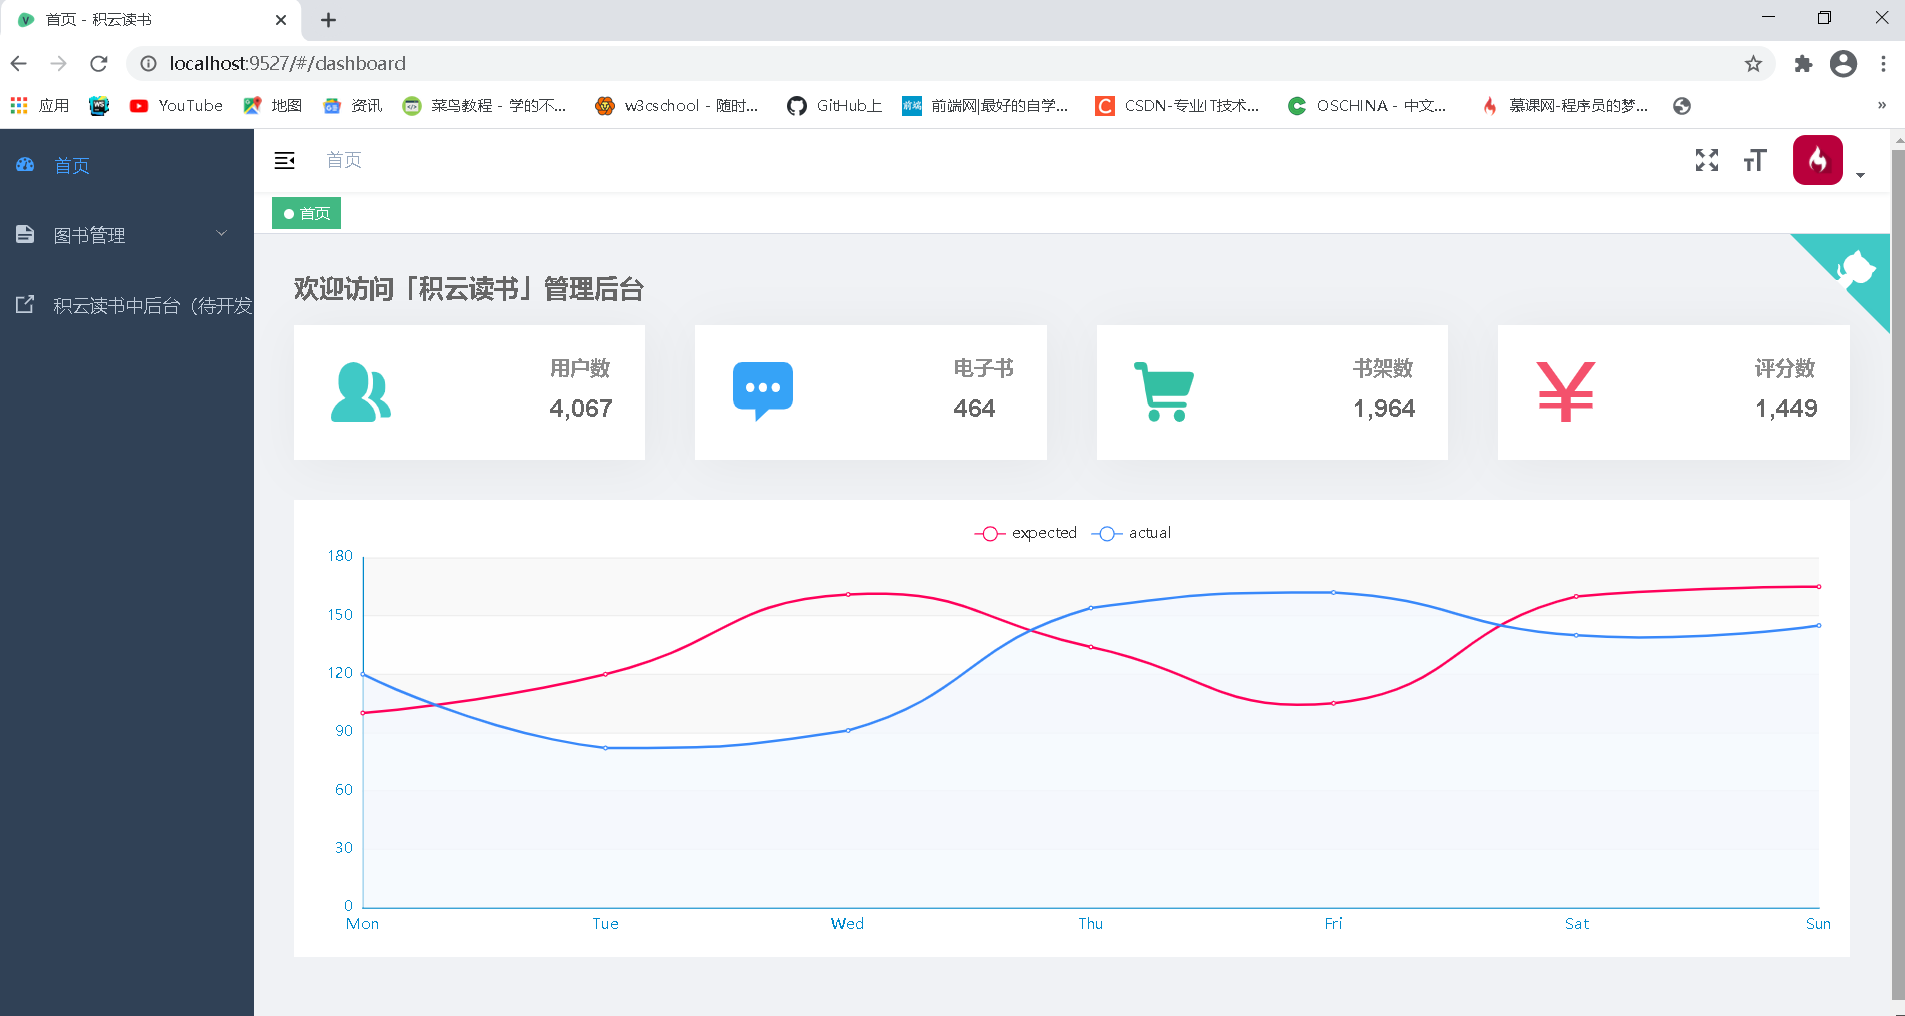 首页 - 积云读书
localhost:9527/#/dashboard
应用 YouTube 地图 资讯 菜鸟教程 - 学的不... w3cschool - 随时... GitHub上 前端 前端网|最好的自学... CSDN-专业IT技术... OSCHINA - 中文... 慕课网-程序员的梦... »
首页
图书管理
积云读书中后台（待开发
首页
首页
欢迎访问「积云读书」管理后台
用户数
4,067
电子书
464
书架数
1,964
评分数
1,449
expected actual
180
150
120
90
60
30
0
Mon Tue Wed Thu Fri Sat Sun